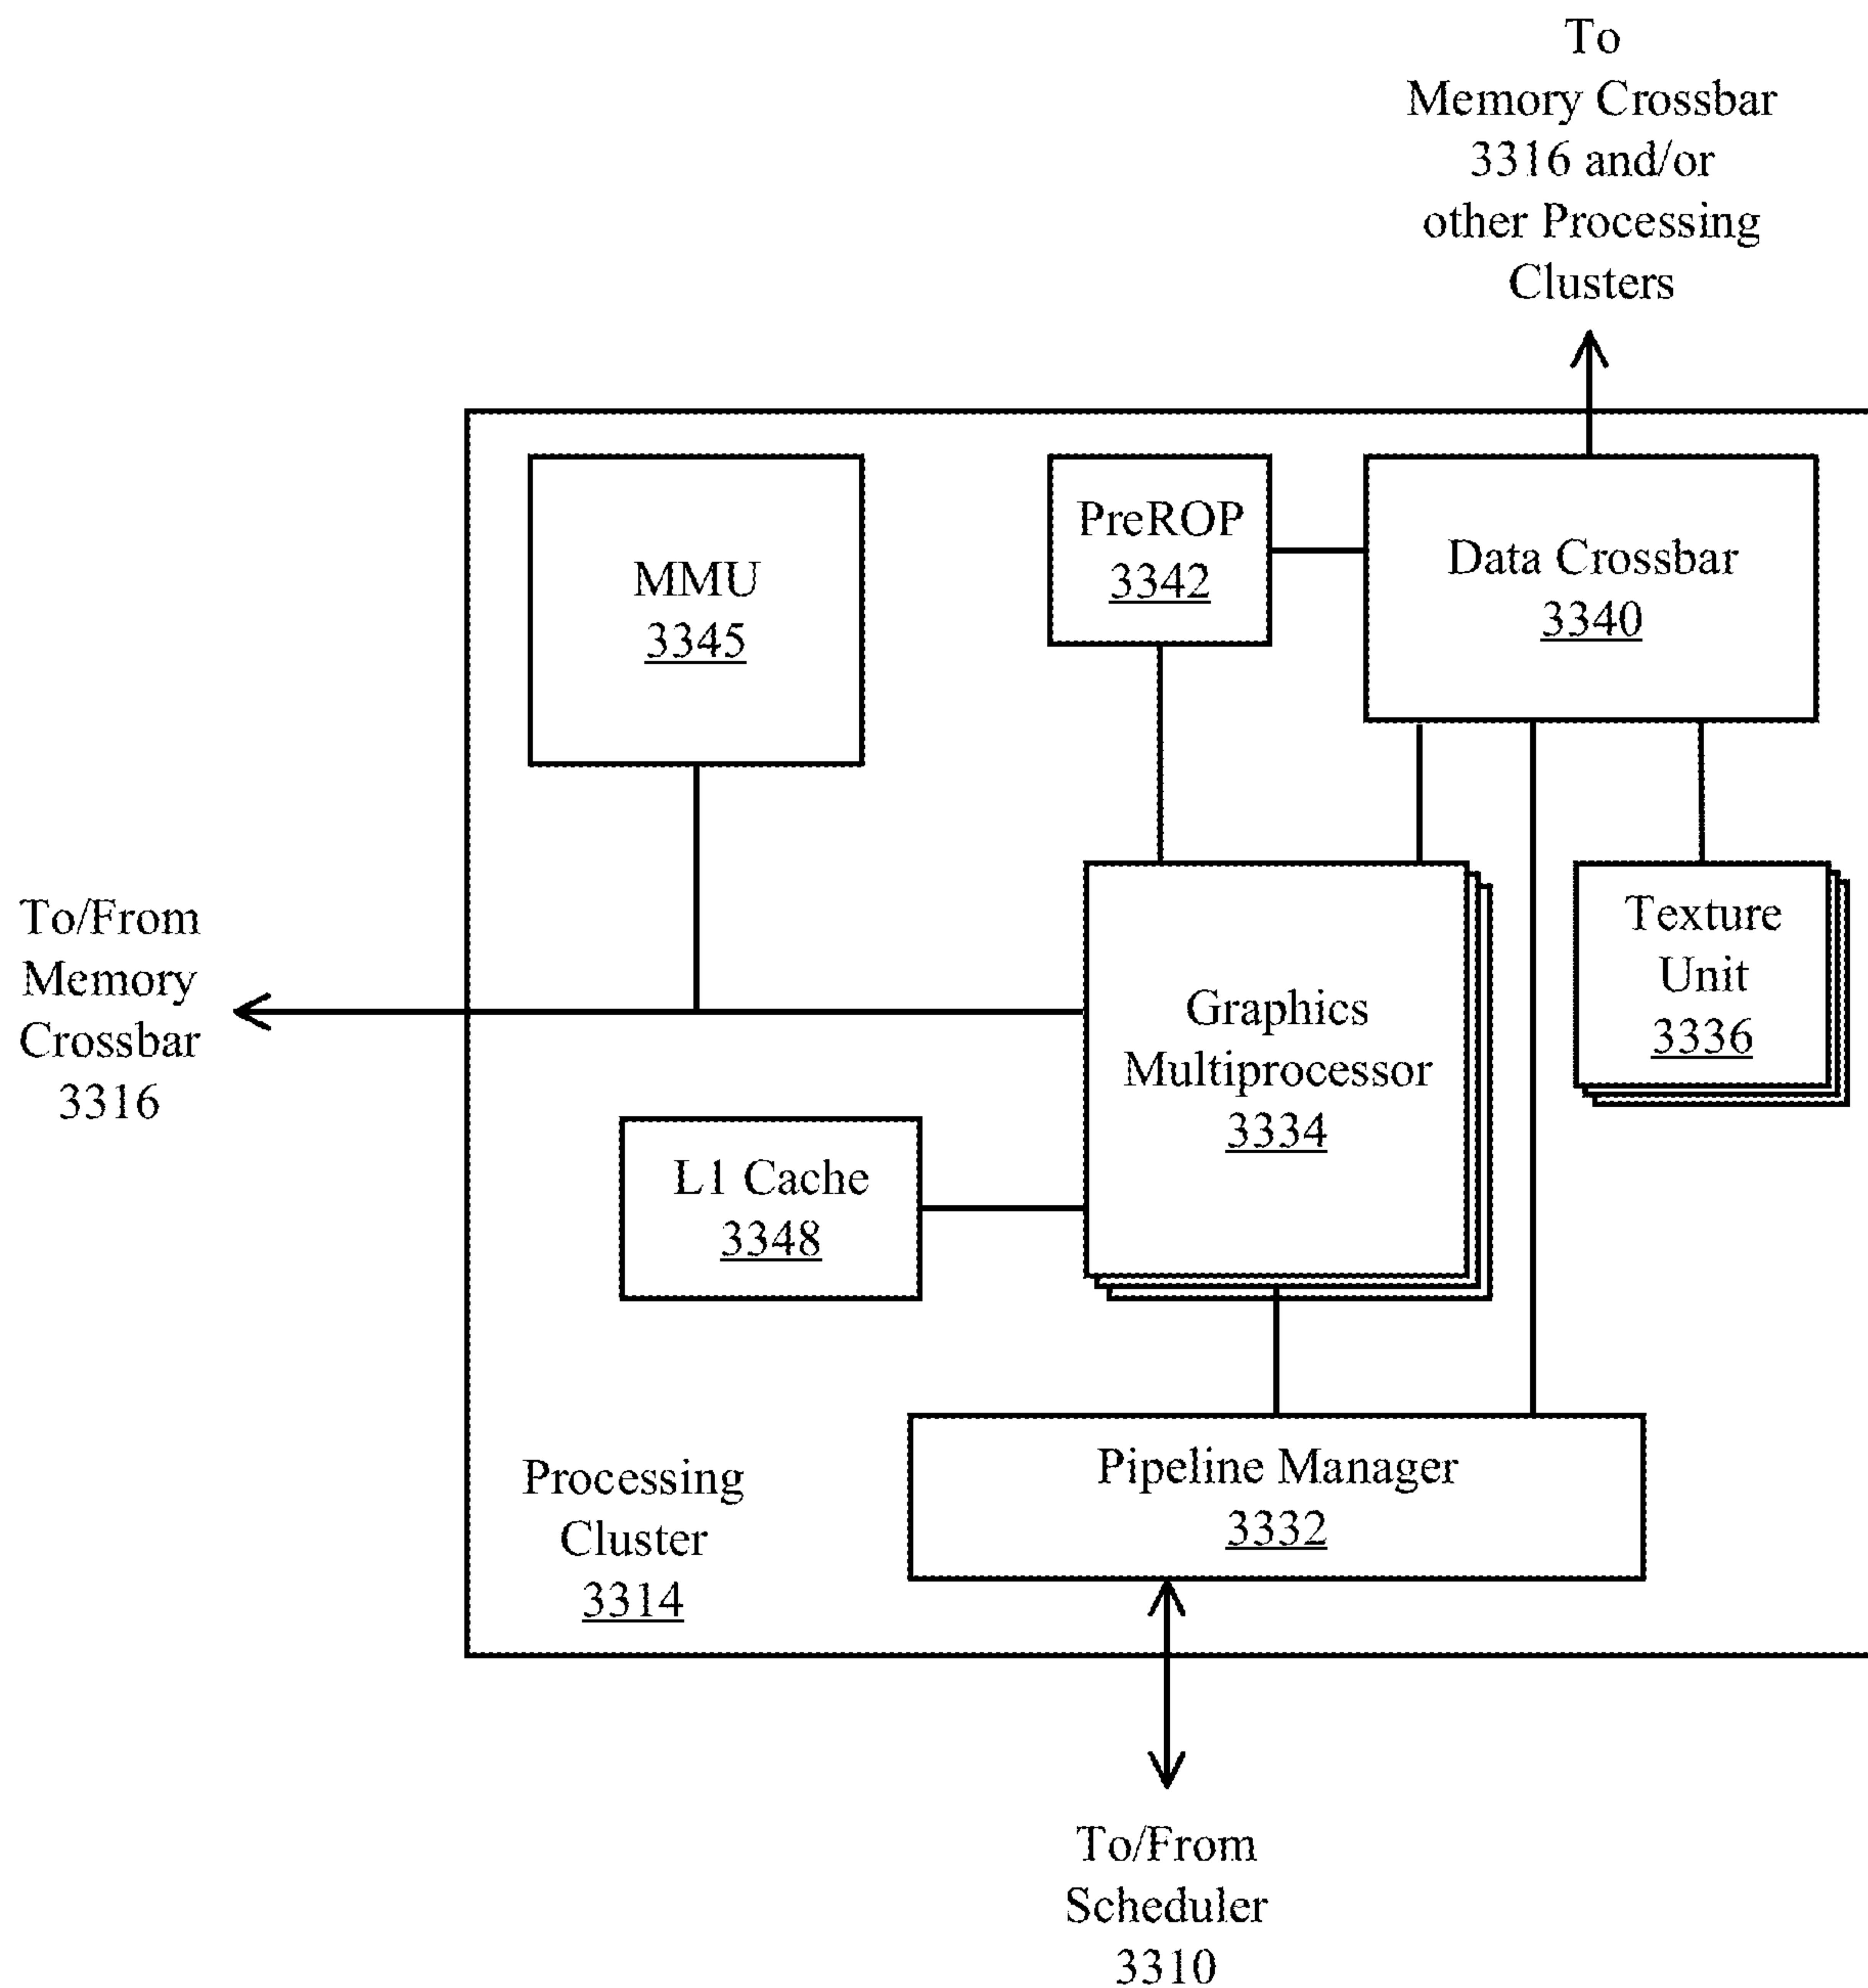 To
Memory Crossbar
3316 and/or
other Processing
Clusters
MMU
3345
PreROP
3342
Data Crossbar
3340
To/From
Memory
Crossbar
3316
Graphics
Multiprocessor
3334
Texture
Unit
3336
L1 Cache
3348
Processing
Cluster
3314
Pipeline Manager
3332
To/From
Scheduler
3310